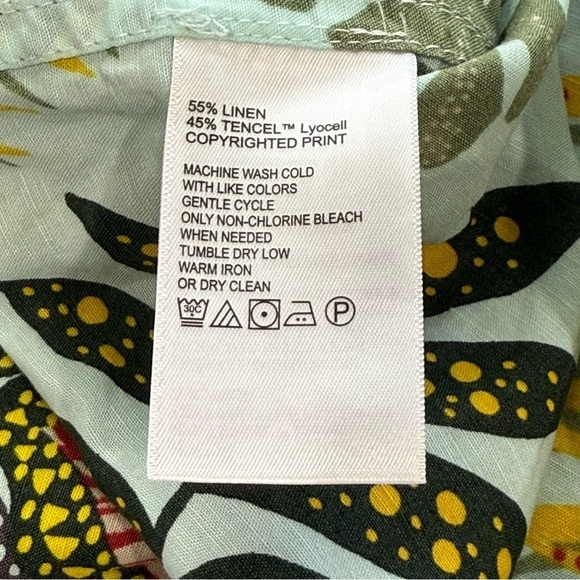 55% LINEN
45% TENCEL™ Lyocell
COPYRIGHTED PRINT
MACHINE WASH COLD
WITH LIKE COLORS
GENTLE CYCLE
ONLY NON-CHLORINE BLEACH
WHEN NEEDED
TUMBLE DRY LOW
WARM IRON
OR DRY CLEAN
30C P